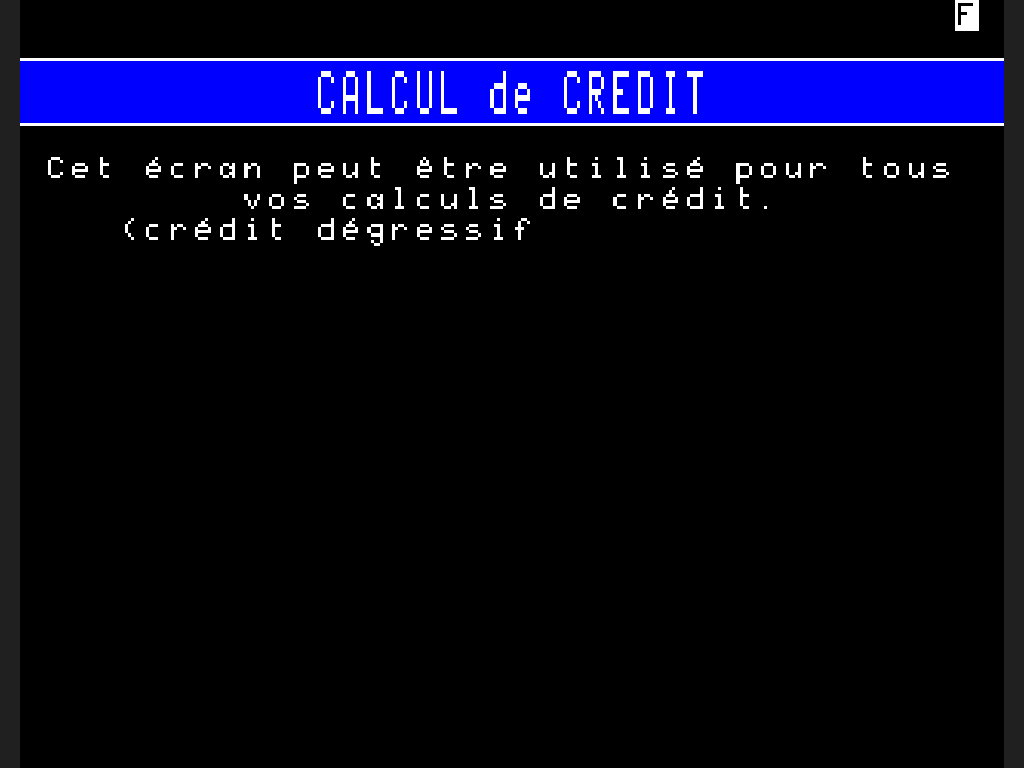 F
CALCUL de CREDIT
Cet écran peut être utilisé pour tous
vos calculs de crédit.
(crédit dégressif